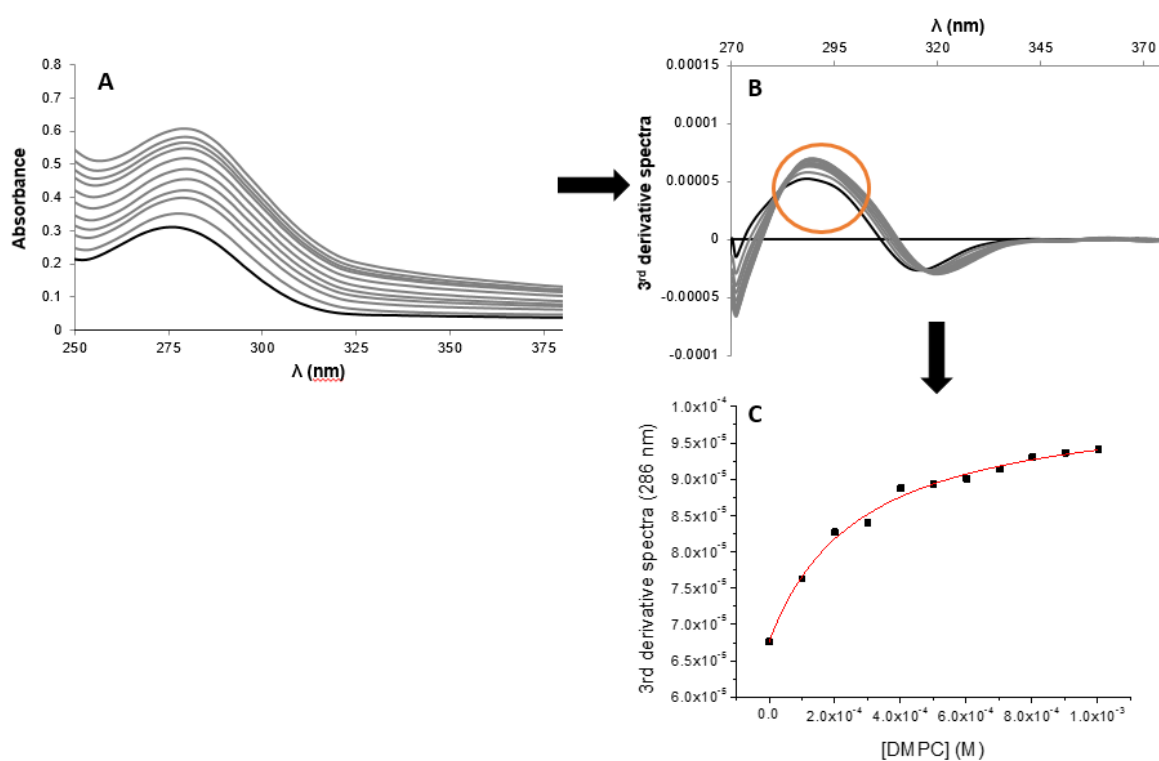 A
Absorbance
0.8
0.7
0.6
0.5
0.4
0.3
0.2
0.1
0
250 275 300 325 350 375
λ (nm)
λ (nm)
270 295 320 345 370
B
3rd derivative spectra
0.00015
0.0001
0.00005
0
-0.00005
-0.0001
C
3rd derivative spectra (286 nm)
1.0x10⁻⁴
9.5x10⁻⁵
9.0x10⁻⁵
8.5x10⁻⁵
8.0x10⁻⁵
7.5x10⁻⁵
7.0x10⁻⁵
6.5x10⁻⁵
6.0x10⁻⁵
0.0 2.0x10⁻⁴ 4.0x10⁻⁴ 6.0x10⁻⁴ 8.0x10⁻⁴ 1.0x10⁻³
[DMPC] (M)